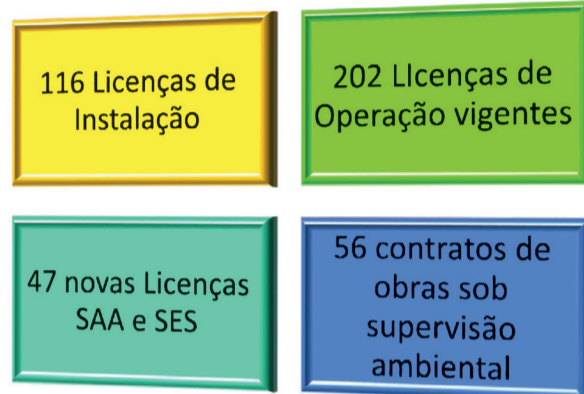 116 Licenças de
Instalação
202 LIcenças de
Operação vigentes
47 novas Licenças
SAA e SES
56 contratos de
obras sob
supervisão
ambiental